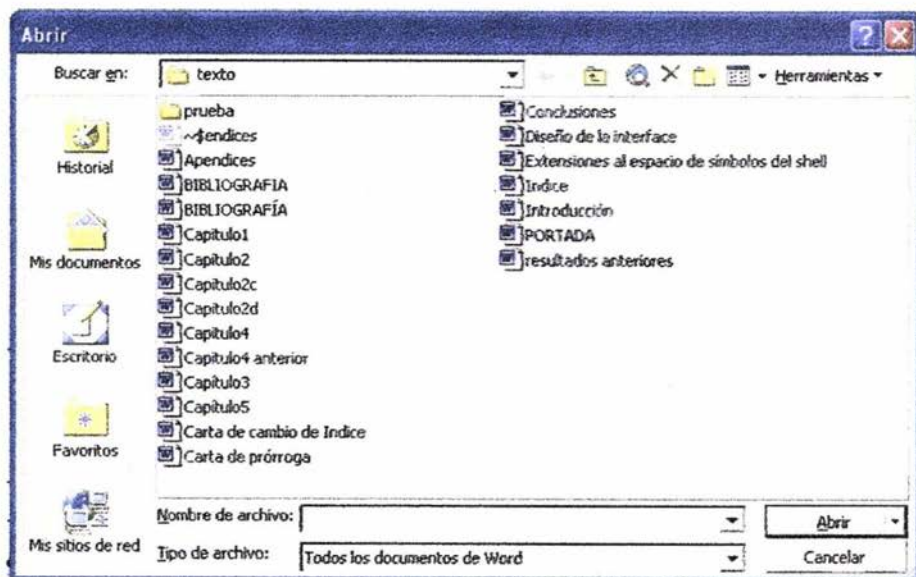 Abrir
Buscar en: texto Herramientas
Historial
Mis documentos
Escritorio
Favoritos
Mis sitios de red
prueba
~$endices
Apendices
BIBLIOGRAFIA
BIBLIOGRAFÍA
Capitulo1
Capitulo2
Capitulo2c
Capitulo2d
Capitulo4
Capitulo4 anterior
Capítulo3
Capítulo5
Carta de cambio de Indice
Carta de prórroga
Conclusiones
Diseño de la interface
Extensiones al espacio de simbolos del shell
Indice
Introducción
PORTADA
resultados anteriores
Nombre de archivo: Abrir
Tipo de archivo: Todos los documentos de Word Cancelar